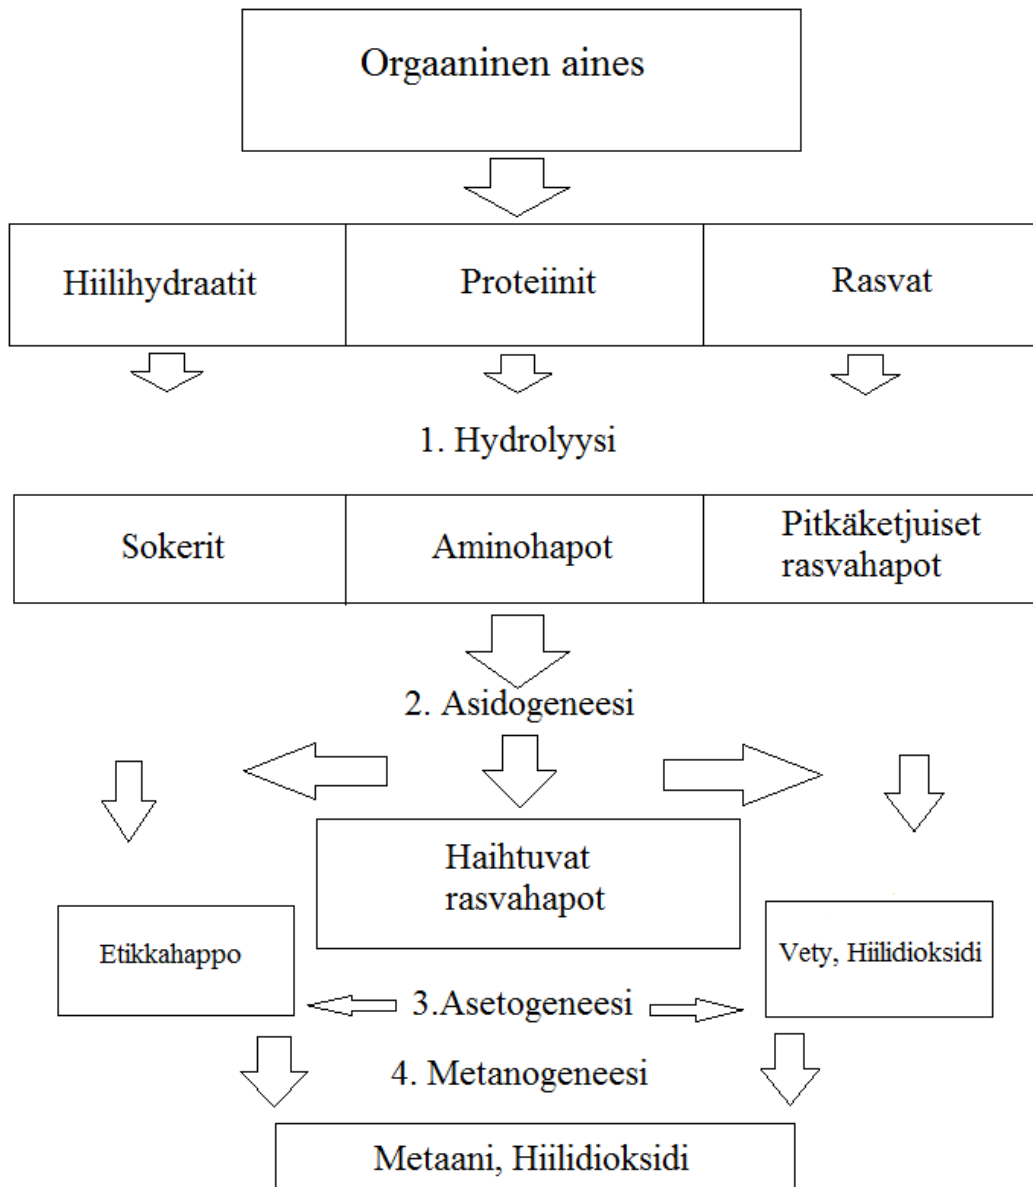 Orgaaninen aines
Hiilihydraatit
Proteiinit
Rasvat
1. Hydrolyysi
Sokerit
Aminohapot
Pitkäketjuiset
rasvahapot
2. Asidogeneesi
Haihtuvat
rasvahapot
Etikkahappo
Vety, Hiilidioksidi
3.Asetogeneesi
4. Metanogeneesi
Metaani, Hiilidioksidi